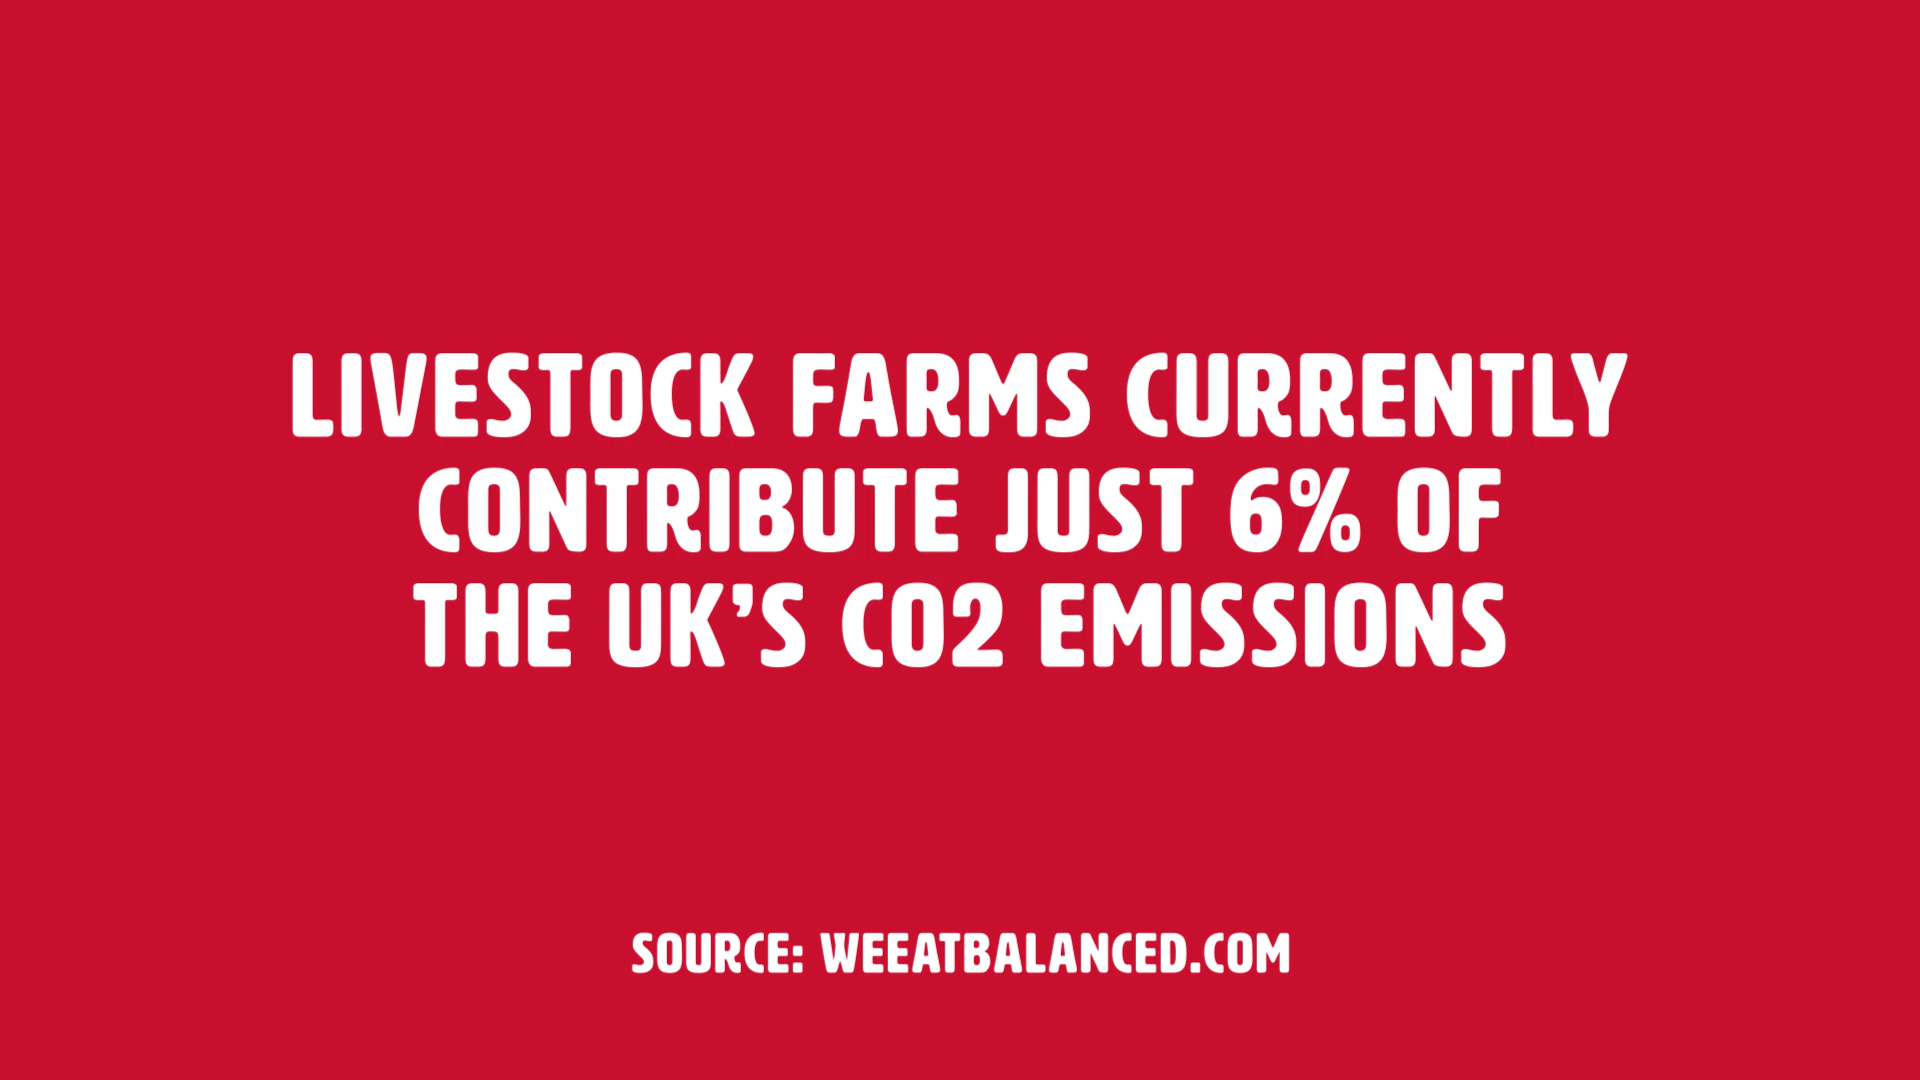 LIVESTOCK FARMS CURRENTLY
CONTRIBUTE JUST 6% OF
THE UK’S CO2 EMISSIONS
SOURCE: WEEATBALANCED.COM